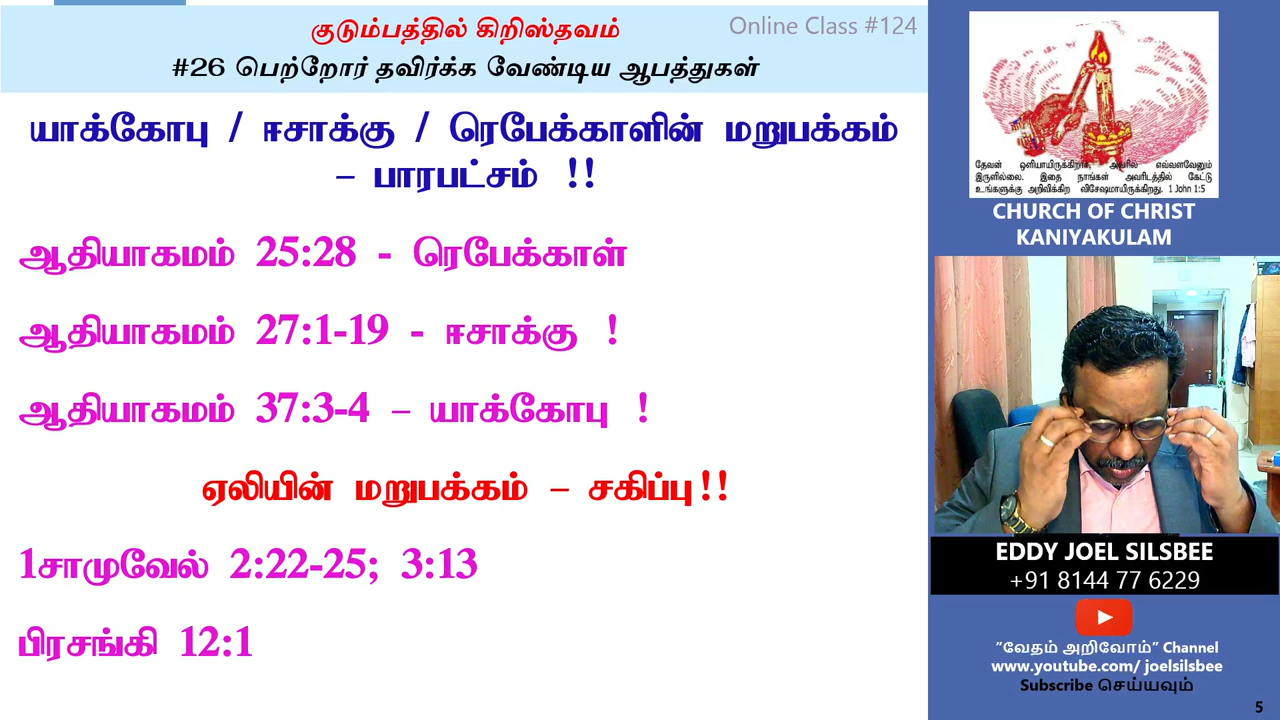 குடும்பத்தில் கிறிஸ்தவம்
Online Class #124
#26 பெற்றோர் தவிர்க்க வேண்டிய ஆபத்துகள்
யாக்கோபு / ஈசாக்கு / ரெபேக்காளின் மறுபக்கம்
– பாரபட்சம் !!
ஆதியாகமம் 25:28 - ரெபேக்காள்
ஆதியாகமம் 27:1-19 - ஈசாக்கு !
ஆதியாகமம் 37:3-4 – யாக்கோபு !
ஏலியின் மறுபக்கம் – சகிப்பு!!
1சாமுவேல் 2:22-25; 3:13
பிரசங்கி 12:1
தேவன் ஒளியாயிருக்கிறார், அவரில் எவ்வளவேனும்
இருளில்லை. இதை நாங்கள் அவரிடத்தில் கேட்டு
உங்களுக்கு அறிவிக்கிற விசேஷமாயிருக்கிறது. 1 John 1:5
CHURCH OF CHRIST
KANIYAKULAM
EDDY JOEL SILSBEE
+91 8144 77 6229
"வேதம் அறிவோம்" Channel
www.youtube.com/ joelsilsbee
Subscribe செய்யவும்
5